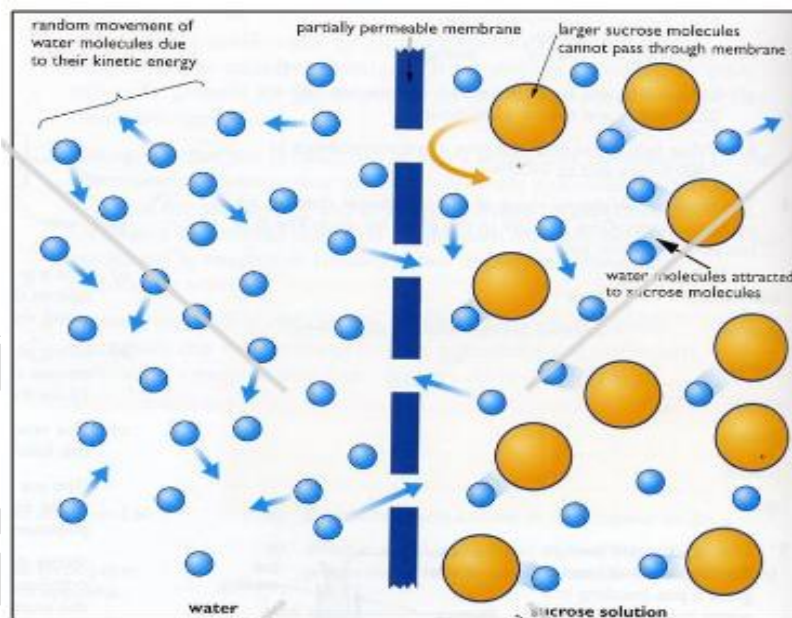 random movement of
water molecules due
to their kinetic energy
partially permeable membrane
larger sucrose molecules
cannot pass through membrane
water molecules attracted
to sucrose molecules
water
sucrose solution